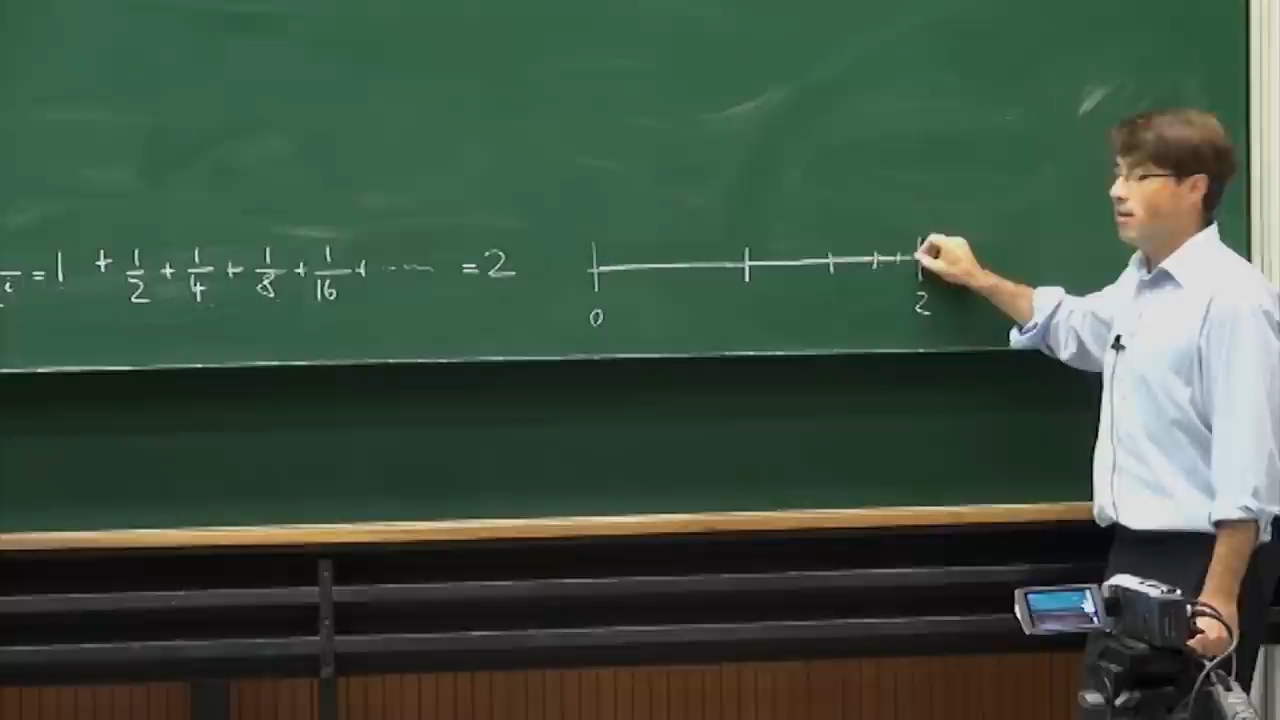 = 1 + 1/2 + 1/4 + 1/8 + 1/16 + ..... = 2
0 2